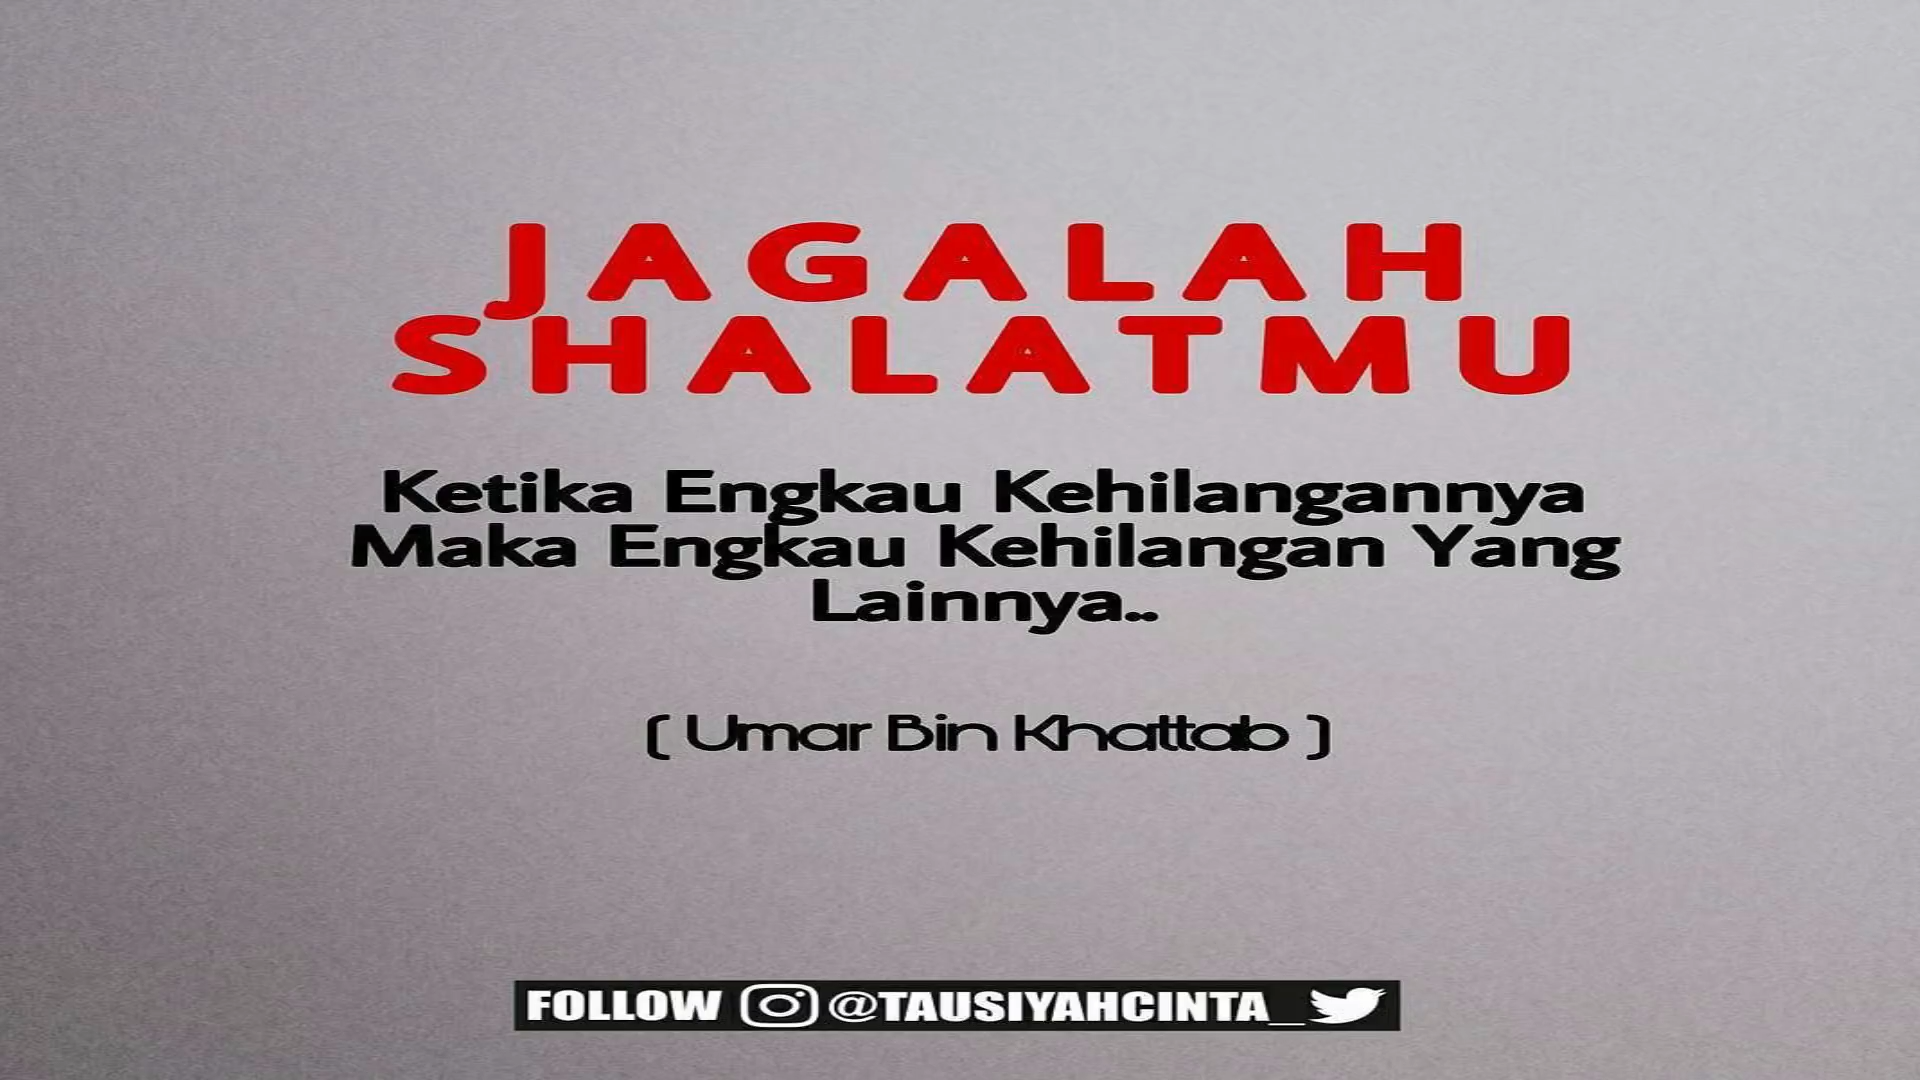 JAGALAH
SHALATMU
Ketika Engkau Kehilangannya
Maka Engkau Kehilangan Yang
Lainnya..
( Umar Bin Khattab )
FOLLOW @TAUSIYAHCINTA_